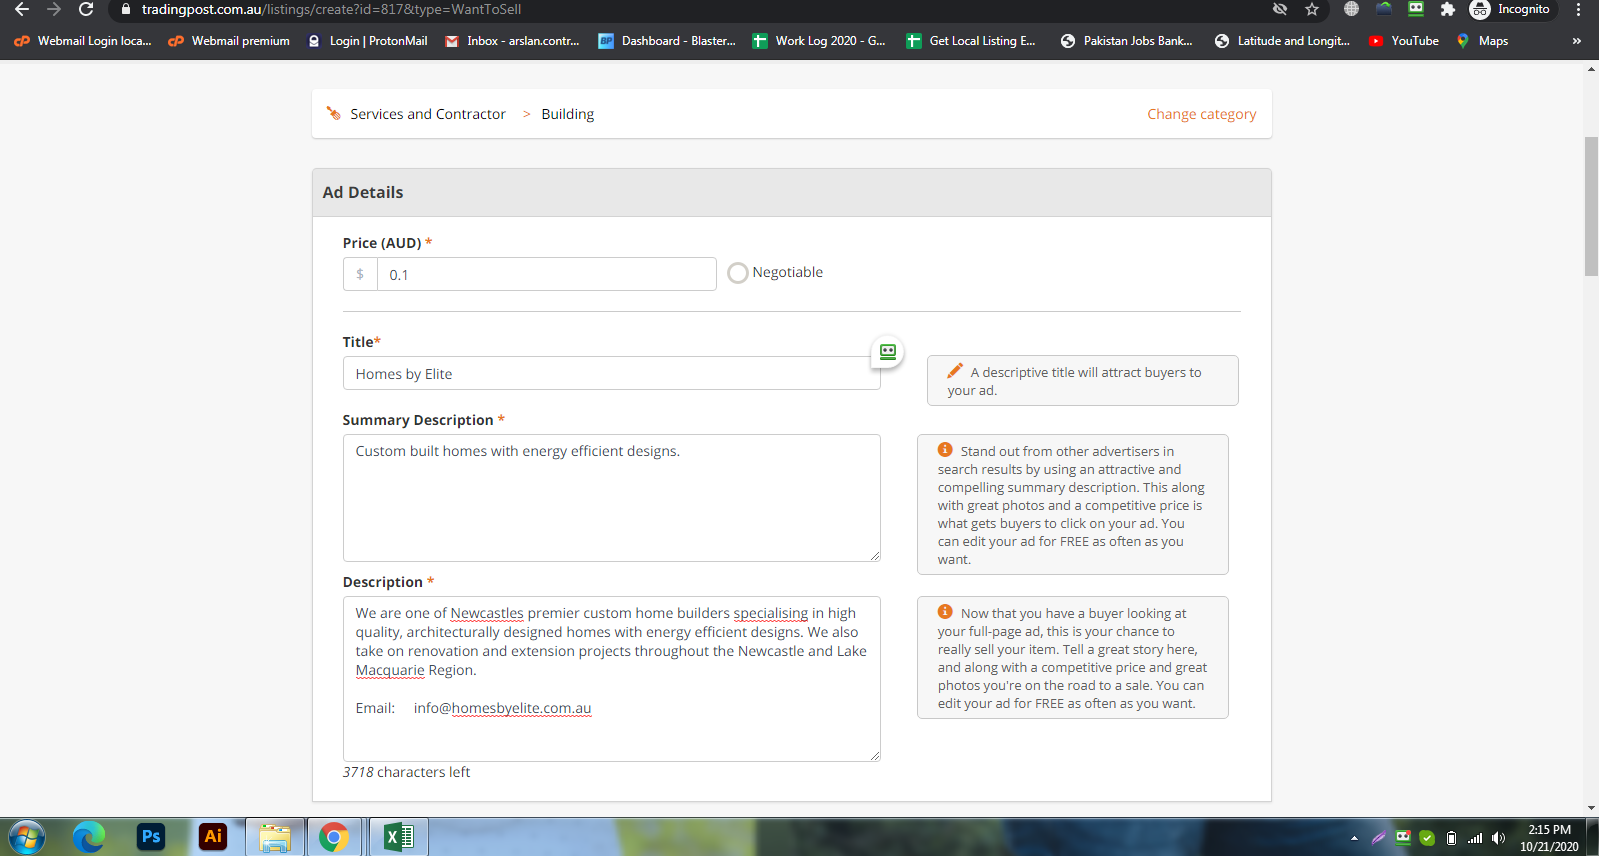 tradingpost.com.au/listings/create?id=817&type=WantToSell
Incognito
cP Webmail Login loca... cP Webmail premium Login | ProtonMail Inbox - arslan.contr... BP Dashboard - Blaster... Work Log 2020 - G... Get Local Listing E... Pakistan Jobs Bank... Latitude and Longit... YouTube Maps »
Services and Contractor > Building
Change category
Ad Details
Price (AUD) *
$ 0.1
Negotiable
Title*
Homes by Elite
A descriptive title will attract buyers to
your ad.
Summary Description *
Custom built homes with energy efficient designs.
Stand out from other advertisers in
search results by using an attractive and
compelling summary description. This along
with great photos and a competitive price is
what gets buyers to click on your ad. You
can edit your ad for FREE as often as you
want.
Description *
We are one of Newcastles premier custom home builders specialising in high
quality, architecturally designed homes with energy efficient designs. We also
take on renovation and extension projects throughout the Newcastle and Lake
Macquarie Region.
Email: info@homesbyelite.com.au
Now that you have a buyer looking at
your full-page ad, this is your chance to
really sell your item. Tell a great story here,
and along with a competitive price and great
photos you're on the road to a sale. You can
edit your ad for FREE as often as you want.
3718 characters left
Ps
Ai
2:15 PM
10/21/2020